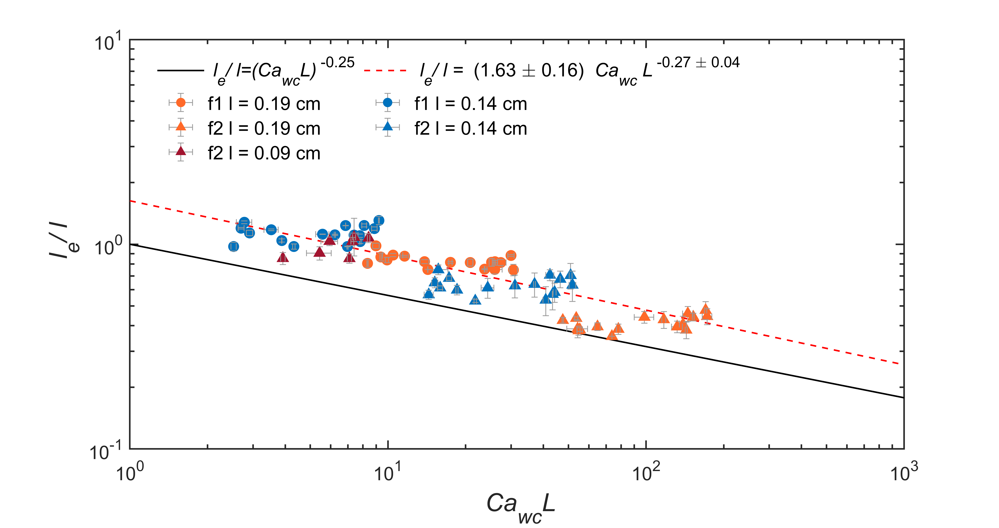 10^1
l_e/ l=(Ca_wc L)^-0.25 l_e/ l = (1.63 ± 0.16) Ca_wc L^-0.27 ± 0.04
f1 l = 0.19 cm f1 l = 0.14 cm
f2 l = 0.19 cm f2 l = 0.14 cm
f2 l = 0.09 cm
l_e/ l
10^0
10^-1
10^0 10^1 10^2 10^3
Ca_wc L